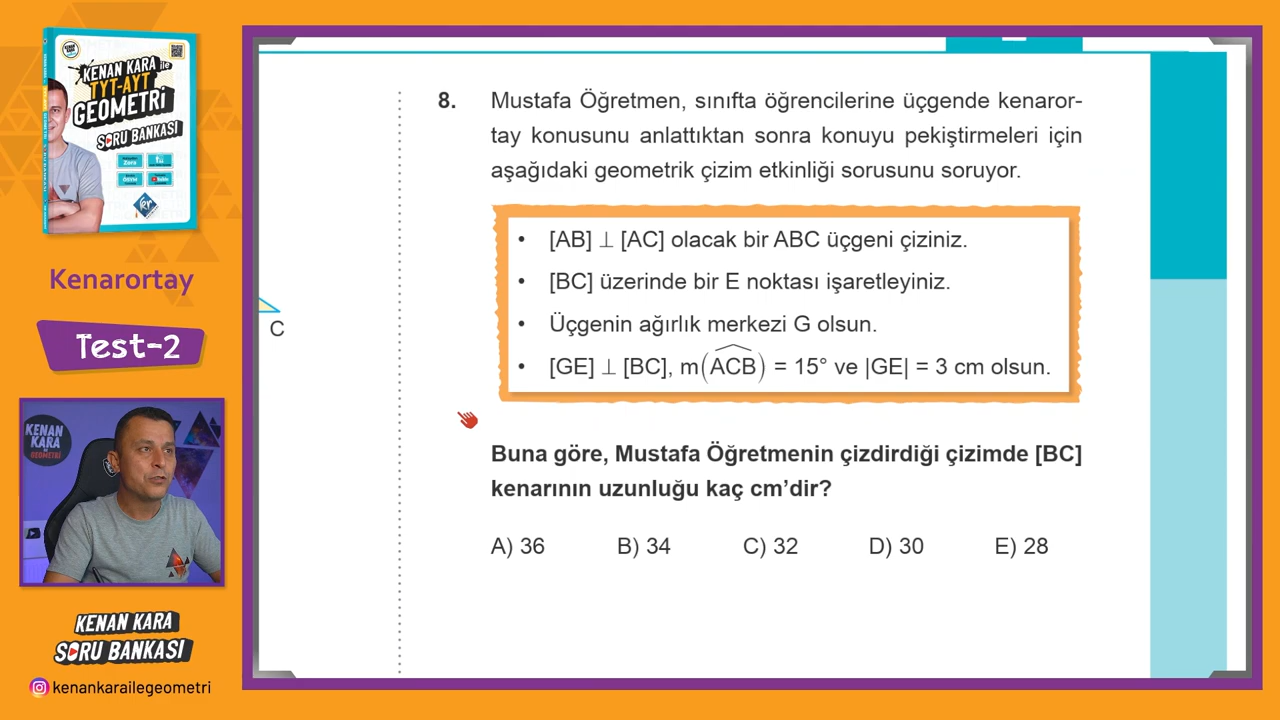 KENAN KARA ile
TYT-AYT
GEOMETRİ
SORU BANKASI
Kenarortay
Test-2
KENAN
KARA
GEOMETRİ
KENAN KARA
SORU BANKASI
kenankarailegeometri
C
8. Mustafa Öğretmen, sınıfta öğrencilerine üçgende kenaror-
tay konusunu anlattıktan sonra konuyu pekiştirmeleri için
aşağıdaki geometrik çizim etkinliği sorusunu soruyor.
• [AB] ⊥ [AC] olacak bir ABC üçgeni çiziniz.
• [BC] üzerinde bir E noktası işaretleyiniz.
• Üçgenin ağırlık merkezi G olsun.
• [GE] ⊥ [BC], m(ACB) = 15° ve |GE| = 3 cm olsun.
Buna göre, Mustafa Öğretmenin çizdirdiği çizimde [BC]
kenarının uzunluğu kaç cm’dir?
A) 36 B) 34 C) 32 D) 30 E) 28